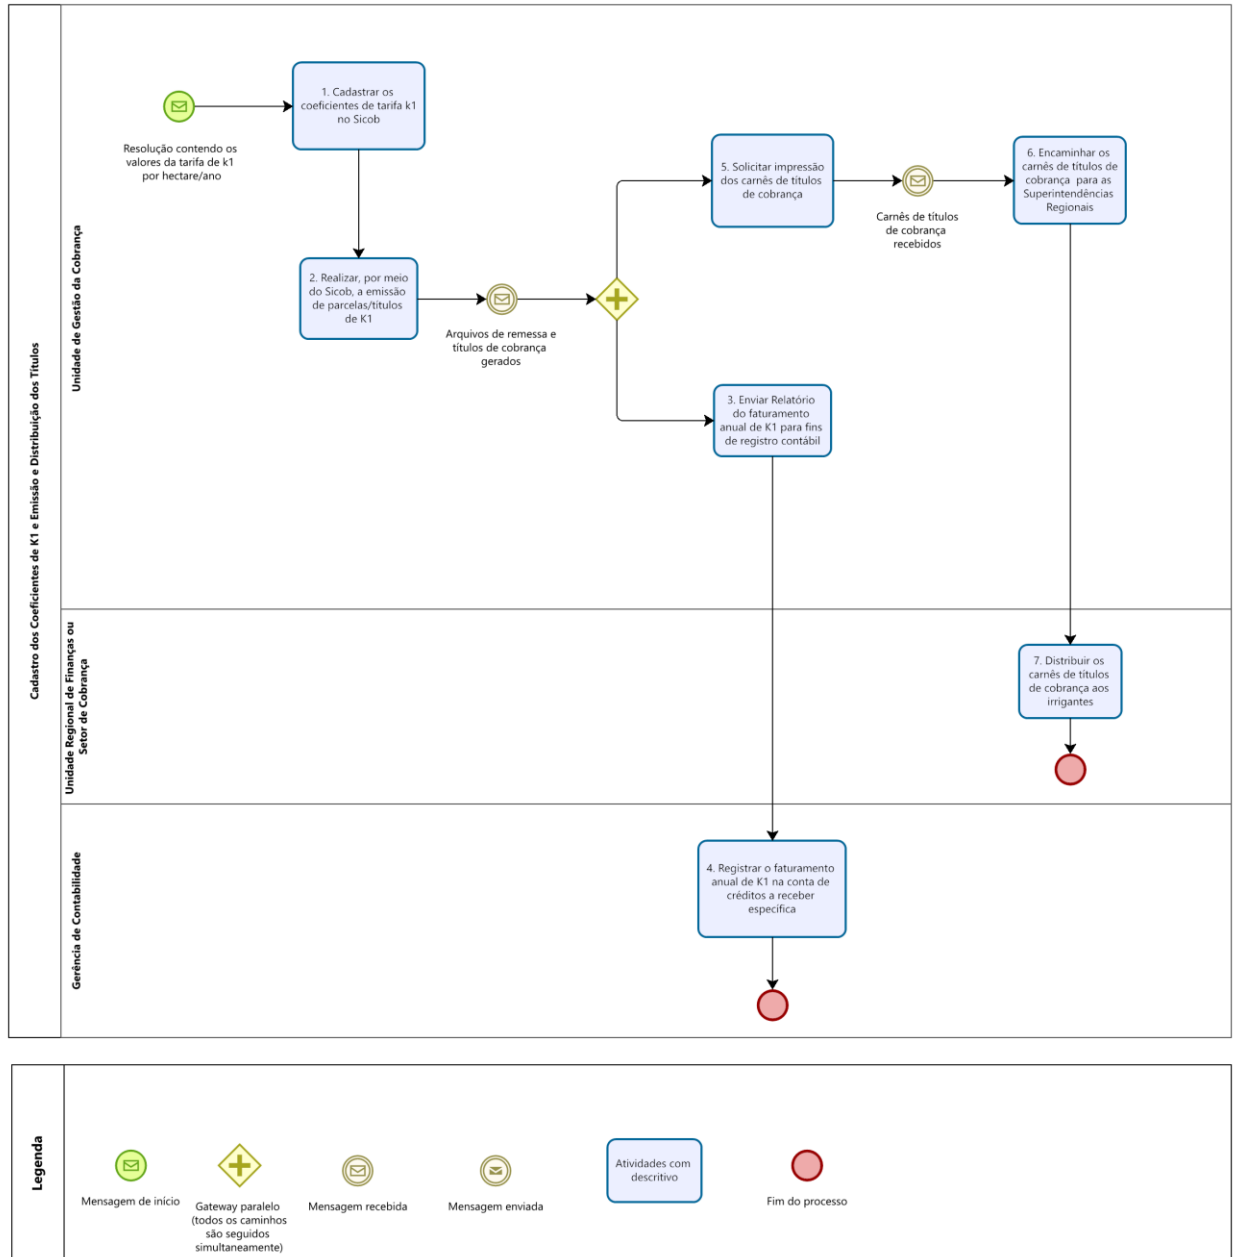 Cadastro dos Coeficientes de K1 e Emissão e Distribuição dos Títulos
Unidade de Gestão da Cobrança
Resolução contendo os
valores da tarifa de k1
por hectare/ano
1. Cadastrar os
coeficientes de tarifa k1
no Sicob
2. Realizar, por meio
do Sicob, a emissão
de parcelas/títulos
de K1
Arquivos de remessa e
títulos de cobrança
gerados
5. Solicitar impressão
dos carnês de títulos
de cobrança
Carnês de títulos
de cobrança
recebidos
6. Encaminhar os
carnês de títulos de
cobrança para as
Superintendências
Regionais
3. Enviar Relatório
do faturamento
anual de K1 para fins
de registro contábil
Unidade Regional de Finanças ou
Setor de Cobrança
7. Distribuir os
carnês de títulos
de cobrança aos
irrigantes
Gerência de Contabilidade
4. Registrar o faturamento
anual de K1 na conta de
créditos a receber
específica
Legenda
Mensagem de início
Gateway paralelo
(todos os caminhos
são seguidos
simultaneamente)
Mensagem recebida
Mensagem enviada
Atividades com
descritivo
Fim do processo